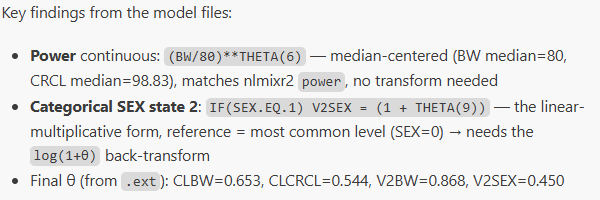 Key findings from the model files:
• Power continuous: (BW/80)**THETA(6) — median-centered (BW median=80,
CRCL median=98.83), matches nlmixr2 power, no transform needed
• Categorical SEX state 2: IF(SEX.EQ.1) V2SEX = (1 + THETA(9)) — the linear-
multiplicative form, reference = most common level (SEX=0) → needs the
log(1+θ) back-transform
• Final θ (from .ext): CLBW=0.653, CLCRCL=0.544, V2BW=0.868, V2SEX=0.450